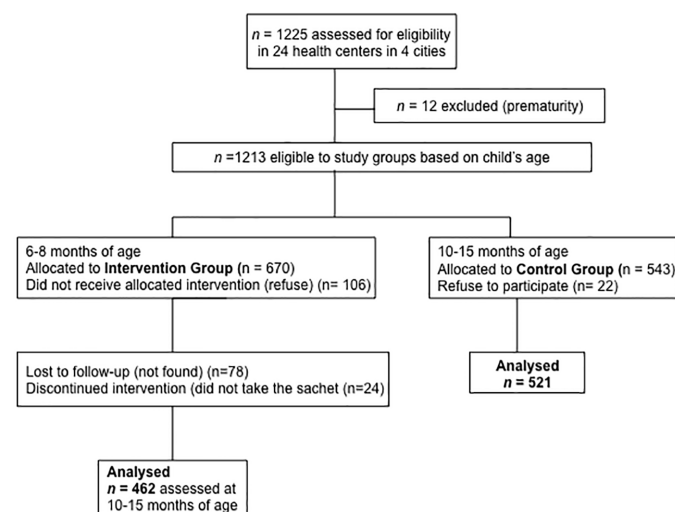 n = 1225 assessed for eligibility
in 24 health centers in 4 cities
n = 12 excluded (prematurity)
n =1213 eligible to study groups based on child's age
6-8 months of age
Allocated to Intervention Group (n = 670)
Did not receive allocated intervention (refuse) (n= 106)
10-15 months of age
Allocated to Control Group (n = 543)
Refuse to participate (n= 22)
Lost to follow-up (not found) (n=78)
Discontinued intervention (did not take the sachet (n=24)
Analysed
n = 521
Analysed
n = 462 assessed at
10-15 months of age